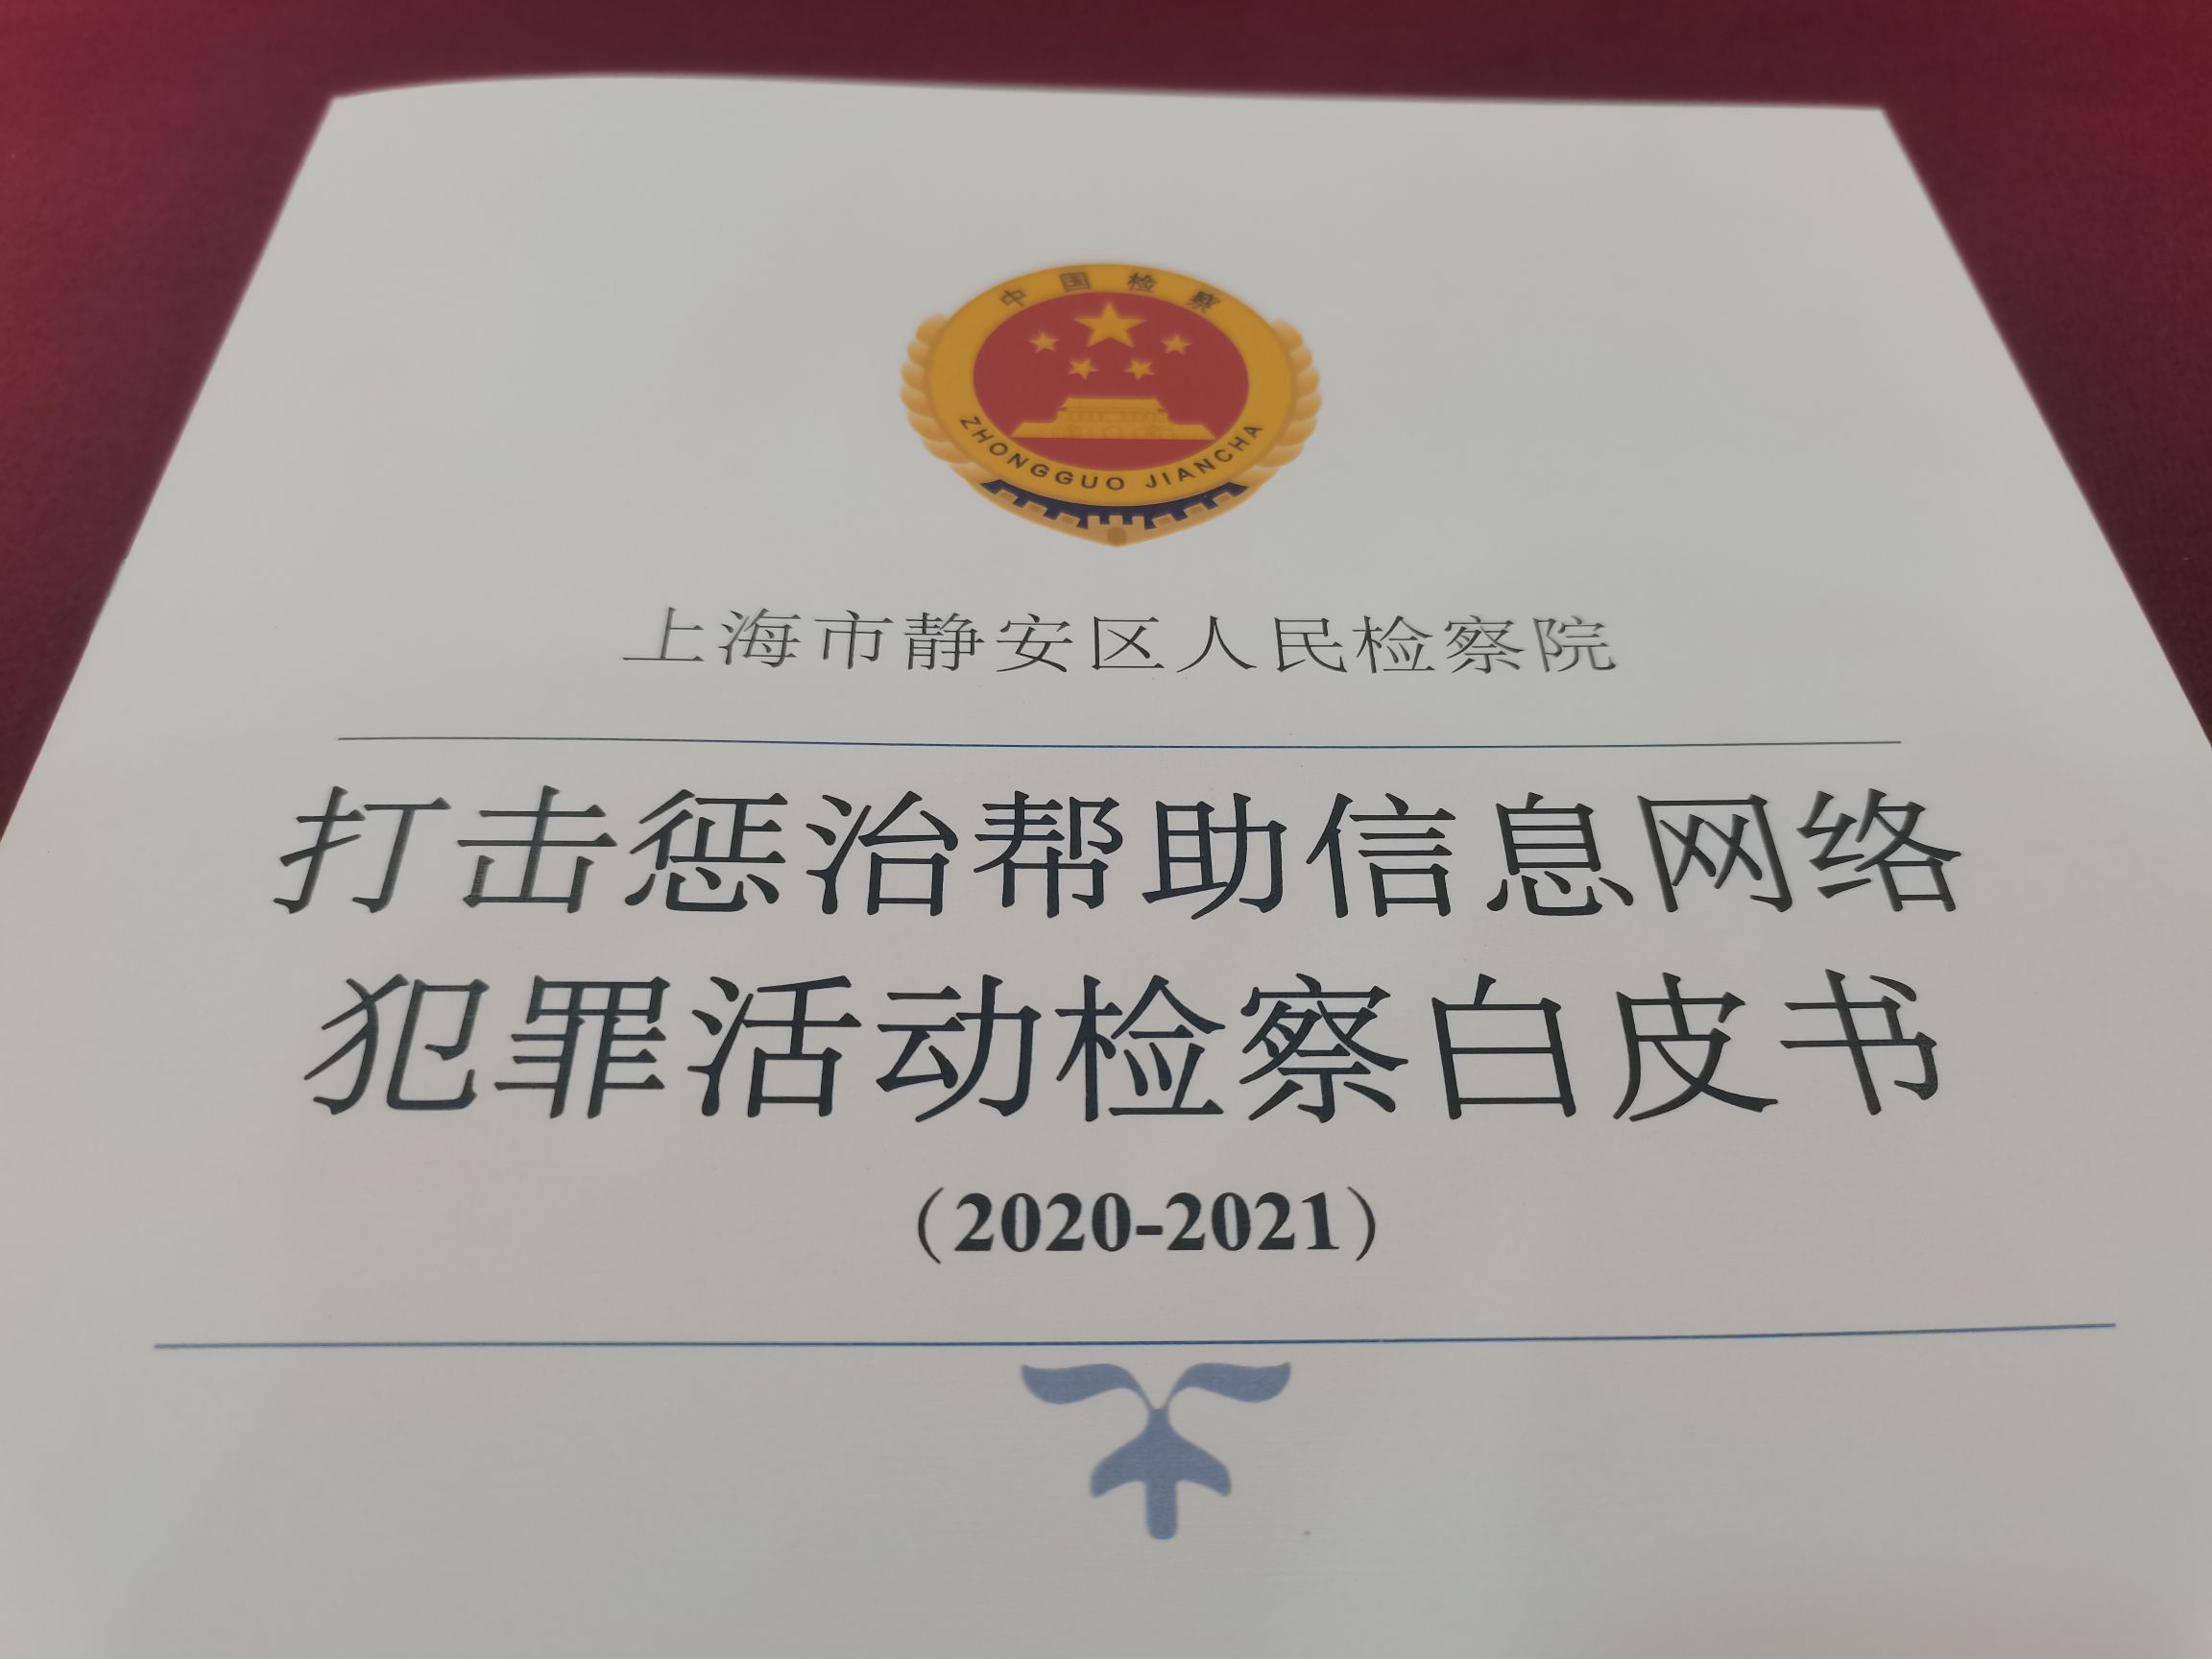 中国检察
ZHONGGUO JIANCHA
上海市静安区人民检察院
打击惩治帮助信息网络
犯罪活动检察白皮书
（2020-2021）